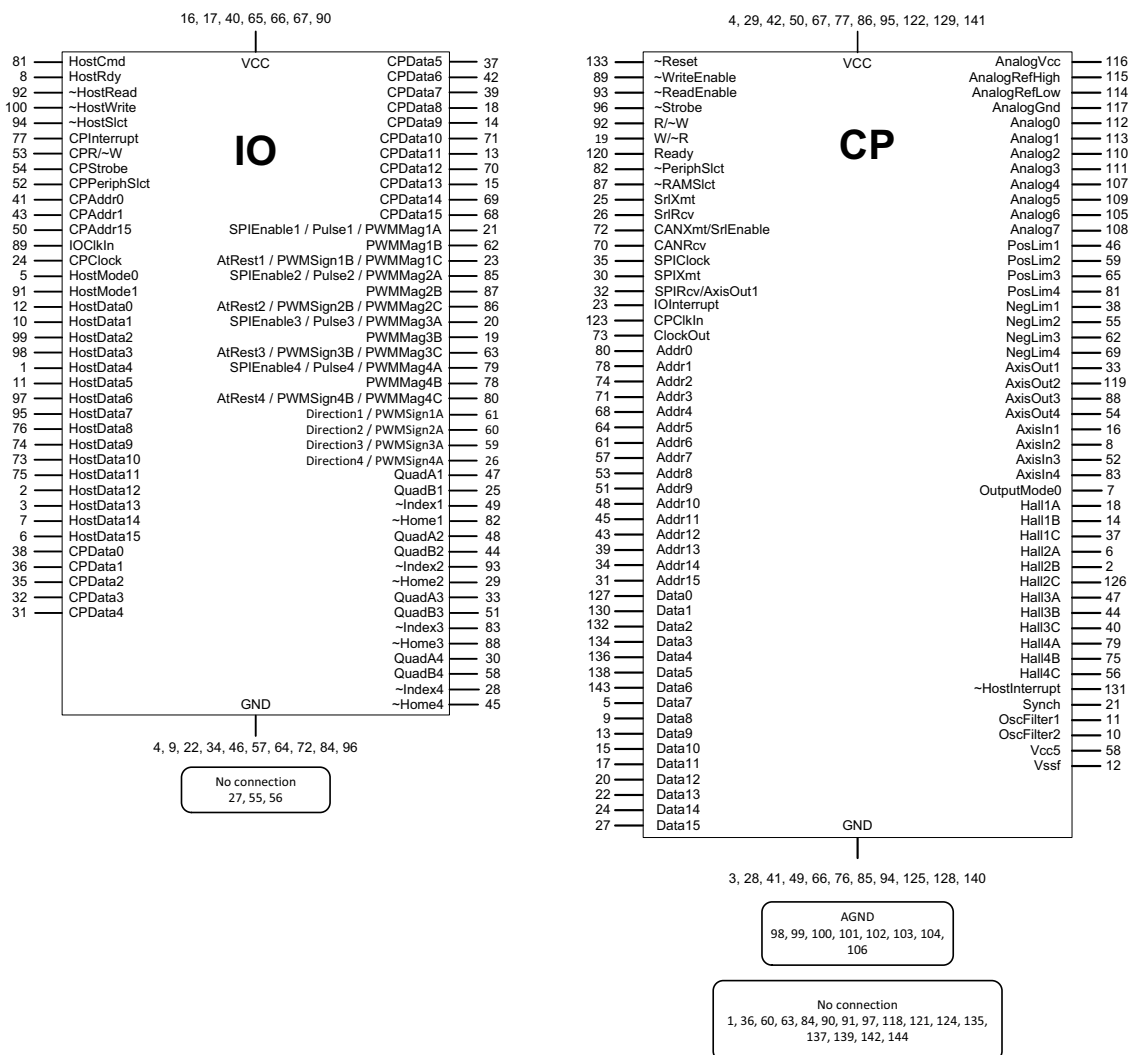 16, 17, 40, 65, 66, 67, 90
VCC
IO
81 HostCmd
8 HostRdy
92 ~HostRead
100 ~HostWrite
94 ~HostSlct
77 CPInterrupt
53 CPR/~W
54 CPStrobe
52 CPPeriphSlct
41 CPAddr0
43 CPAddr1
50 CPAddr15
89 IOClkIn
24 CPClock
5 HostMode0
91 HostMode1
12 HostData0
10 HostData1
99 HostData2
98 HostData3
1 HostData4
11 HostData5
97 HostData6
95 HostData7
76 HostData8
74 HostData9
73 HostData10
75 HostData11
2 HostData12
3 HostData13
7 HostData14
6 HostData15
38 CPData0
36 CPData1
35 CPData2
32 CPData3
31 CPData4
CPData5 37
CPData6 42
CPData7 39
CPData8 18
CPData9 14
CPData10 71
CPData11 13
CPData12 70
CPData13 15
CPData14 69
CPData15 68
SPIEnable1 / Pulse1 / PWMMag1A 21
PWMMag1B 62
AtRest1 / PWMSign1B / PWMMag1C 23
SPIEnable2 / Pulse2 / PWMMag2A 85
PWMMag2B 87
AtRest2 / PWMSign2B / PWMMag2C 86
SPIEnable3 / Pulse3 / PWMMag3A 20
PWMMag3B 19
AtRest3 / PWMSign3B / PWMMag3C 63
SPIEnable4 / Pulse4 / PWMMag4A 79
PWMMag4B 78
AtRest4 / PWMSign4B / PWMMag4C 80
Direction1 / PWMSign1A 61
Direction2 / PWMSign2A 60
Direction3 / PWMSign3A 59
Direction4 / PWMSign4A 26
QuadA1 47
QuadB1 25
~Index1 49
~Home1 82
QuadA2 48
QuadB2 44
~Index2 93
~Home2 29
QuadA3 33
QuadB3 51
~Index3 83
~Home3 88
QuadA4 30
QuadB4 58
~Index4 28
~Home4 45
GND
4, 9, 22, 34, 46, 57, 64, 72, 84, 96
No connection
27, 55, 56
4, 29, 42, 50, 67, 77, 86, 95, 122, 129, 141
VCC
CP
133 ~Reset
89 ~WriteEnable
93 ~ReadEnable
96 ~Strobe
92 R/~W
19 W/~R
120 Ready
82 ~PeriphSlct
87 ~RAMSlct
25 SrlXmt
26 SrlRcv
72 CANXmt/SrlEnable
70 CANRcv
35 SPIClock
30 SPIXmt
32 SPIRcv/AxisOut1
23 IOInterrupt
123 CPClkIn
73 ClockOut
80 Addr0
78 Addr1
74 Addr2
71 Addr3
68 Addr4
64 Addr5
61 Addr6
57 Addr7
53 Addr8
51 Addr9
48 Addr10
45 Addr11
43 Addr12
39 Addr13
34 Addr14
31 Addr15
127 Data0
130 Data1
132 Data2
134 Data3
136 Data4
138 Data5
143 Data6
5 Data7
9 Data8
13 Data9
15 Data10
17 Data11
20 Data12
22 Data13
24 Data14
27 Data15
AnalogVcc 116
AnalogRefHigh 115
AnalogRefLow 114
AnalogGnd 117
Analog0 112
Analog1 113
Analog2 110
Analog3 111
Analog4 107
Analog5 109
Analog6 105
Analog7 108
PosLim1 46
PosLim2 59
PosLim3 65
PosLim4 81
NegLim1 38
NegLim2 55
NegLim3 62
NegLim4 69
AxisOut1 33
AxisOut2 119
AxisOut3 88
AxisOut4 54
AxisIn1 16
AxisIn2 8
AxisIn3 52
AxisIn4 83
OutputMode0 7
Hall1A 18
Hall1B 14
Hall1C 37
Hall2A 6
Hall2B 2
Hall2C 126
Hall3A 47
Hall3B 44
Hall3C 40
Hall4A 79
Hall4B 75
Hall4C 56
~HostInterrupt 131
Synch 21
OscFilter1 11
OscFilter2 10
Vcc5 58
Vssf 12
GND
3, 28, 41, 49, 66, 76, 85, 94, 125, 128, 140
AGND
98, 99, 100, 101, 102, 103, 104,
106
No connection
1, 36, 60, 63, 84, 90, 91, 97, 118, 121, 124, 135,
137, 139, 142, 144